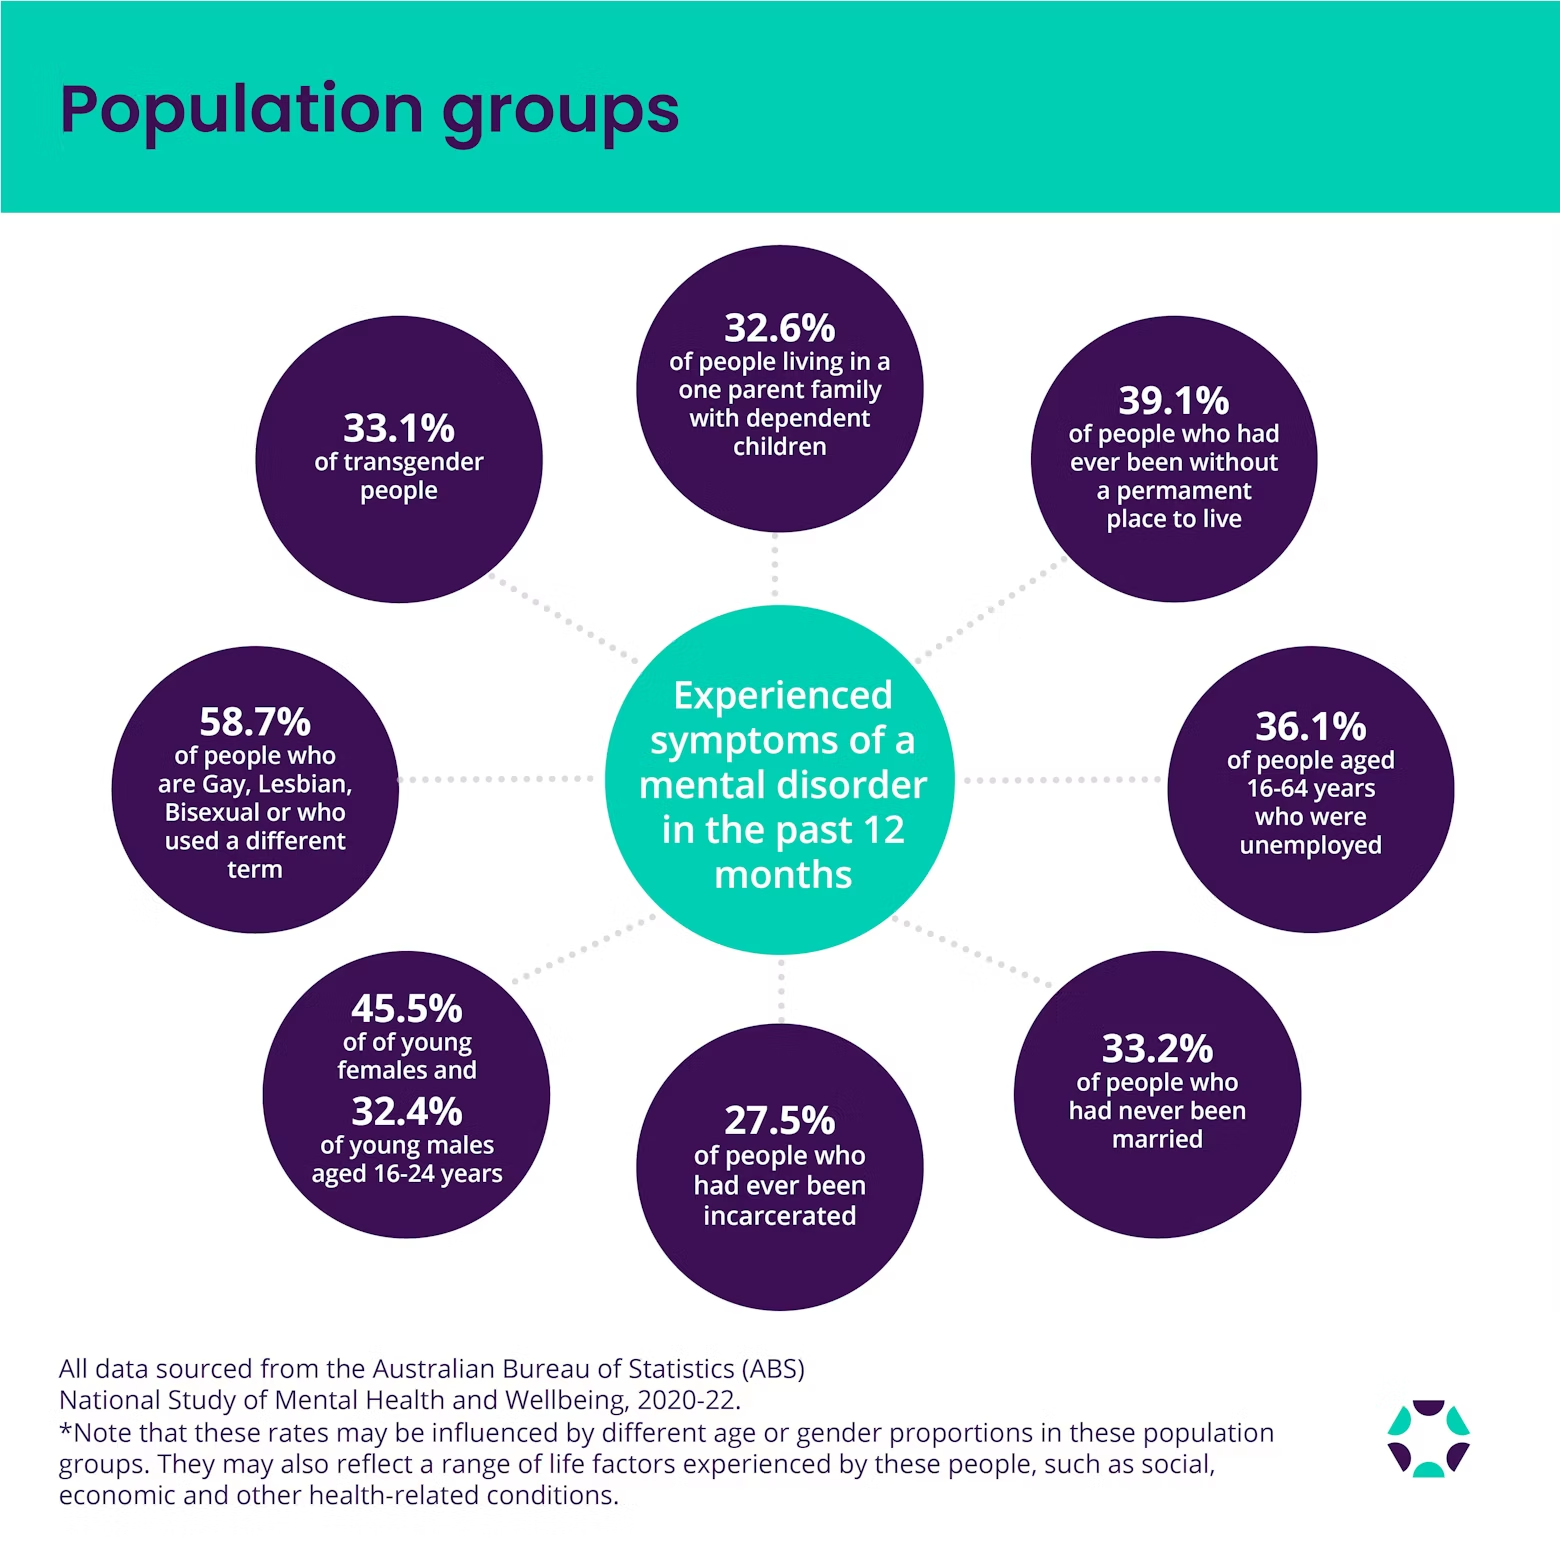 Population groups
32.6%
of people living in a
one parent family
with dependent
children
33.1%
of transgender
people
39.1%
of people who had
ever been without
a permament
place to live
58.7%
of people who
are Gay, Lesbian,
Bisexual or who
used a different
term
Experienced
symptoms of a
mental disorder
in the past 12
months
36.1%
of people aged
16-64 years
who were
unemployed
45.5%
of of young
females and
32.4%
of young males
aged 16-24 years
27.5%
of people who
had ever been
incarcerated
33.2%
of people who
had never been
married
All data sourced from the Australian Bureau of Statistics (ABS)
National Study of Mental Health and Wellbeing, 2020-22.
*Note that these rates may be influenced by different age or gender proportions in these population
groups. They may also reflect a range of life factors experienced by these people, such as social,
economic and other health-related conditions.